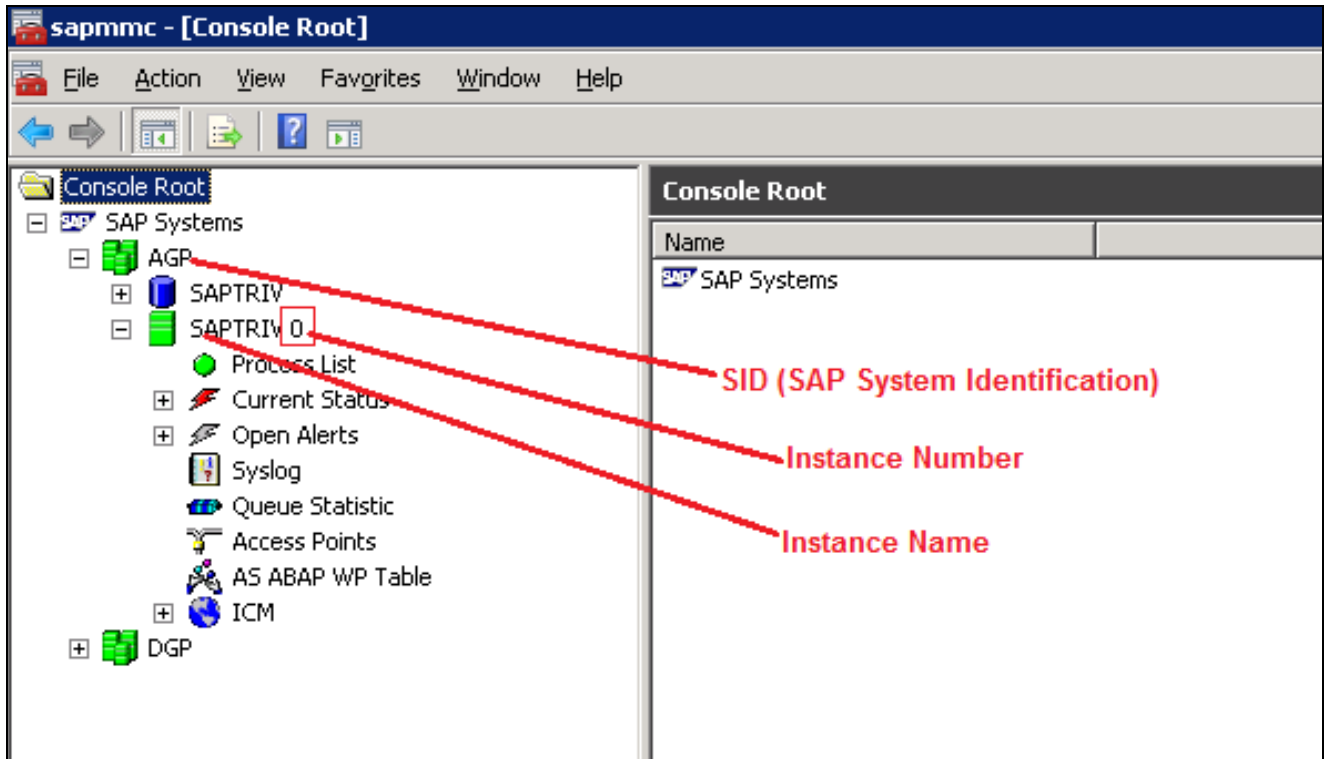 sapmmc - [Console Root]
File Action View Favorites Window Help
Console Root
SAP Systems
AGP
SAPTRIV
SAPTRIV 0
Process List
Current Status
Open Alerts
Syslog
Queue Statistic
Access Points
AS ABAP WP Table
ICM
DGP
Console Root
Name
SAP SAP Systems
SID (SAP System Identification)
Instance Number
Instance Name